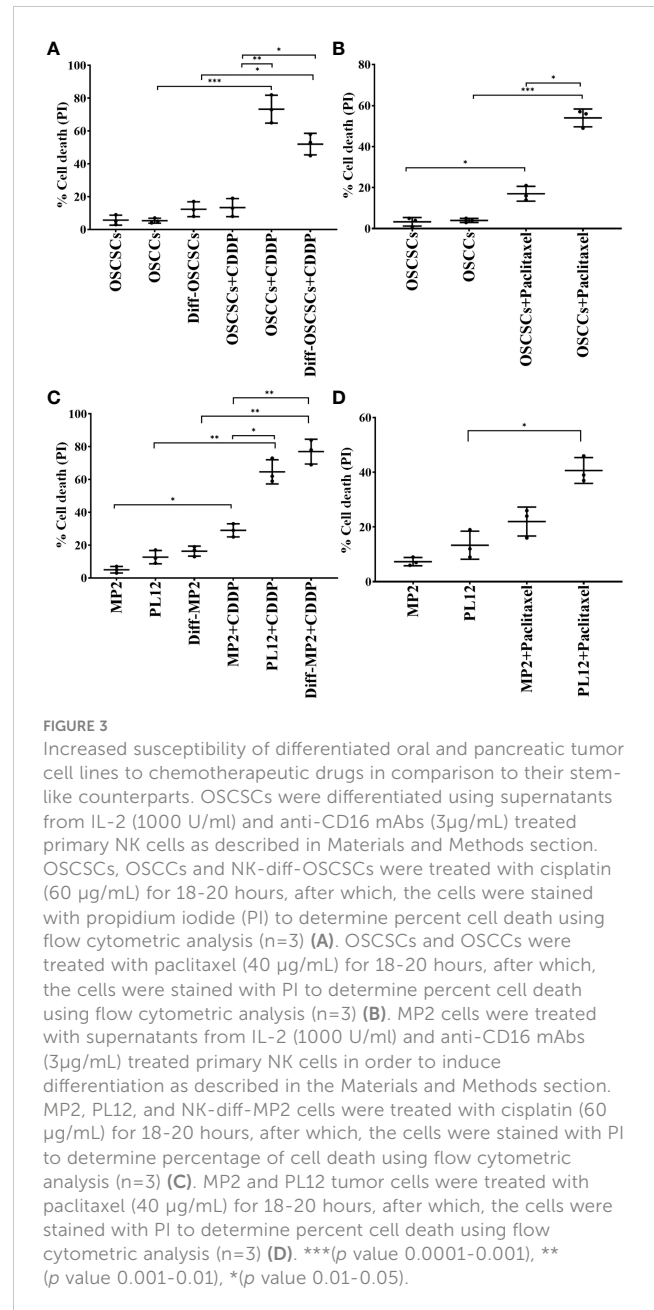 A
B
*
**
*
***
*
***
*
% Cell death (PI)
100
80
60
40
20
0
% Cell death (PI)
60
40
20
0
OSCSCs
OSCCs
Diff-OSCSCs
OSCSCs+CDDP
OSCCs+CDDP
Diff-OSCSCs+CDDP
OSCSCs
OSCCs
OSCSCs+Paclitaxel
OSCCs+Paclitaxel
C
D
**
**
**
*
*
*
% Cell death (PI)
100
80
60
40
20
0
% Cell death (PI)
60
40
20
0
MP2
PL12
Diff-MP2
MP2+CDDP
PL12+CDDP
Diff-MP2+CDDP
MP2
PL12
MP2+Paclitaxel
PL12+Paclitaxel
FIGURE 3
Increased susceptibility of differentiated oral and pancreatic tumor
cell lines to chemotherapeutic drugs in comparison to their stem-
like counterparts. OSCSCs were differentiated using supernatants
from IL-2 (1000 U/ml) and anti-CD16 mAbs (3µg/mL) treated
primary NK cells as described in Materials and Methods section.
OSCSCs, OSCCs and NK-diff-OSCSCs were treated with cisplatin
(60 µg/mL) for 18-20 hours, after which, the cells were stained
with propidium iodide (PI) to determine percent cell death using
flow cytometric analysis (n=3) (A). OSCSCs and OSCCs were
treated with paclitaxel (40 µg/mL) for 18-20 hours, after which,
the cells were stained with PI to determine percent cell death
using flow cytometric analysis (n=3) (B). MP2 cells were treated
with supernatants from IL-2 (1000 U/ml) and anti-CD16 mAbs
(3µg/mL) treated primary NK cells in order to induce
differentiation as described in the Materials and Methods section.
MP2, PL12, and NK-diff-MP2 cells were treated with cisplatin (60
µg/mL) for 18-20 hours, after which, the cells were stained with PI
to determine percentage of cell death using flow cytometric
analysis (n=3) (C). MP2 and PL12 tumor cells were treated with
paclitaxel (40 µg/mL) for 18-20 hours, after which, the cells were
stained with PI to determine percent cell death using flow
cytometric analysis (n=3) (D). ***(p value 0.0001-0.001), **
(p value 0.001-0.01), *(p value 0.01-0.05).